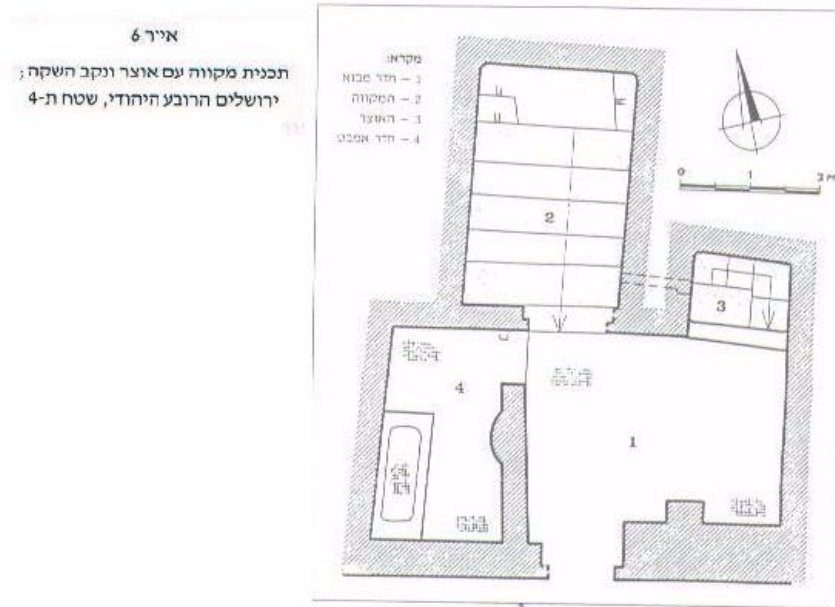 איור 6
תכנית מקווה עם אוצר ונקב השקה;
ירושלים הרובע היהודי, שטח ת-4
מקרא:
1 – חדר מבוא
2 – המקווה
3 – האוצר
4 – חדר אמבט
0 1 2 м
2
3
4
1